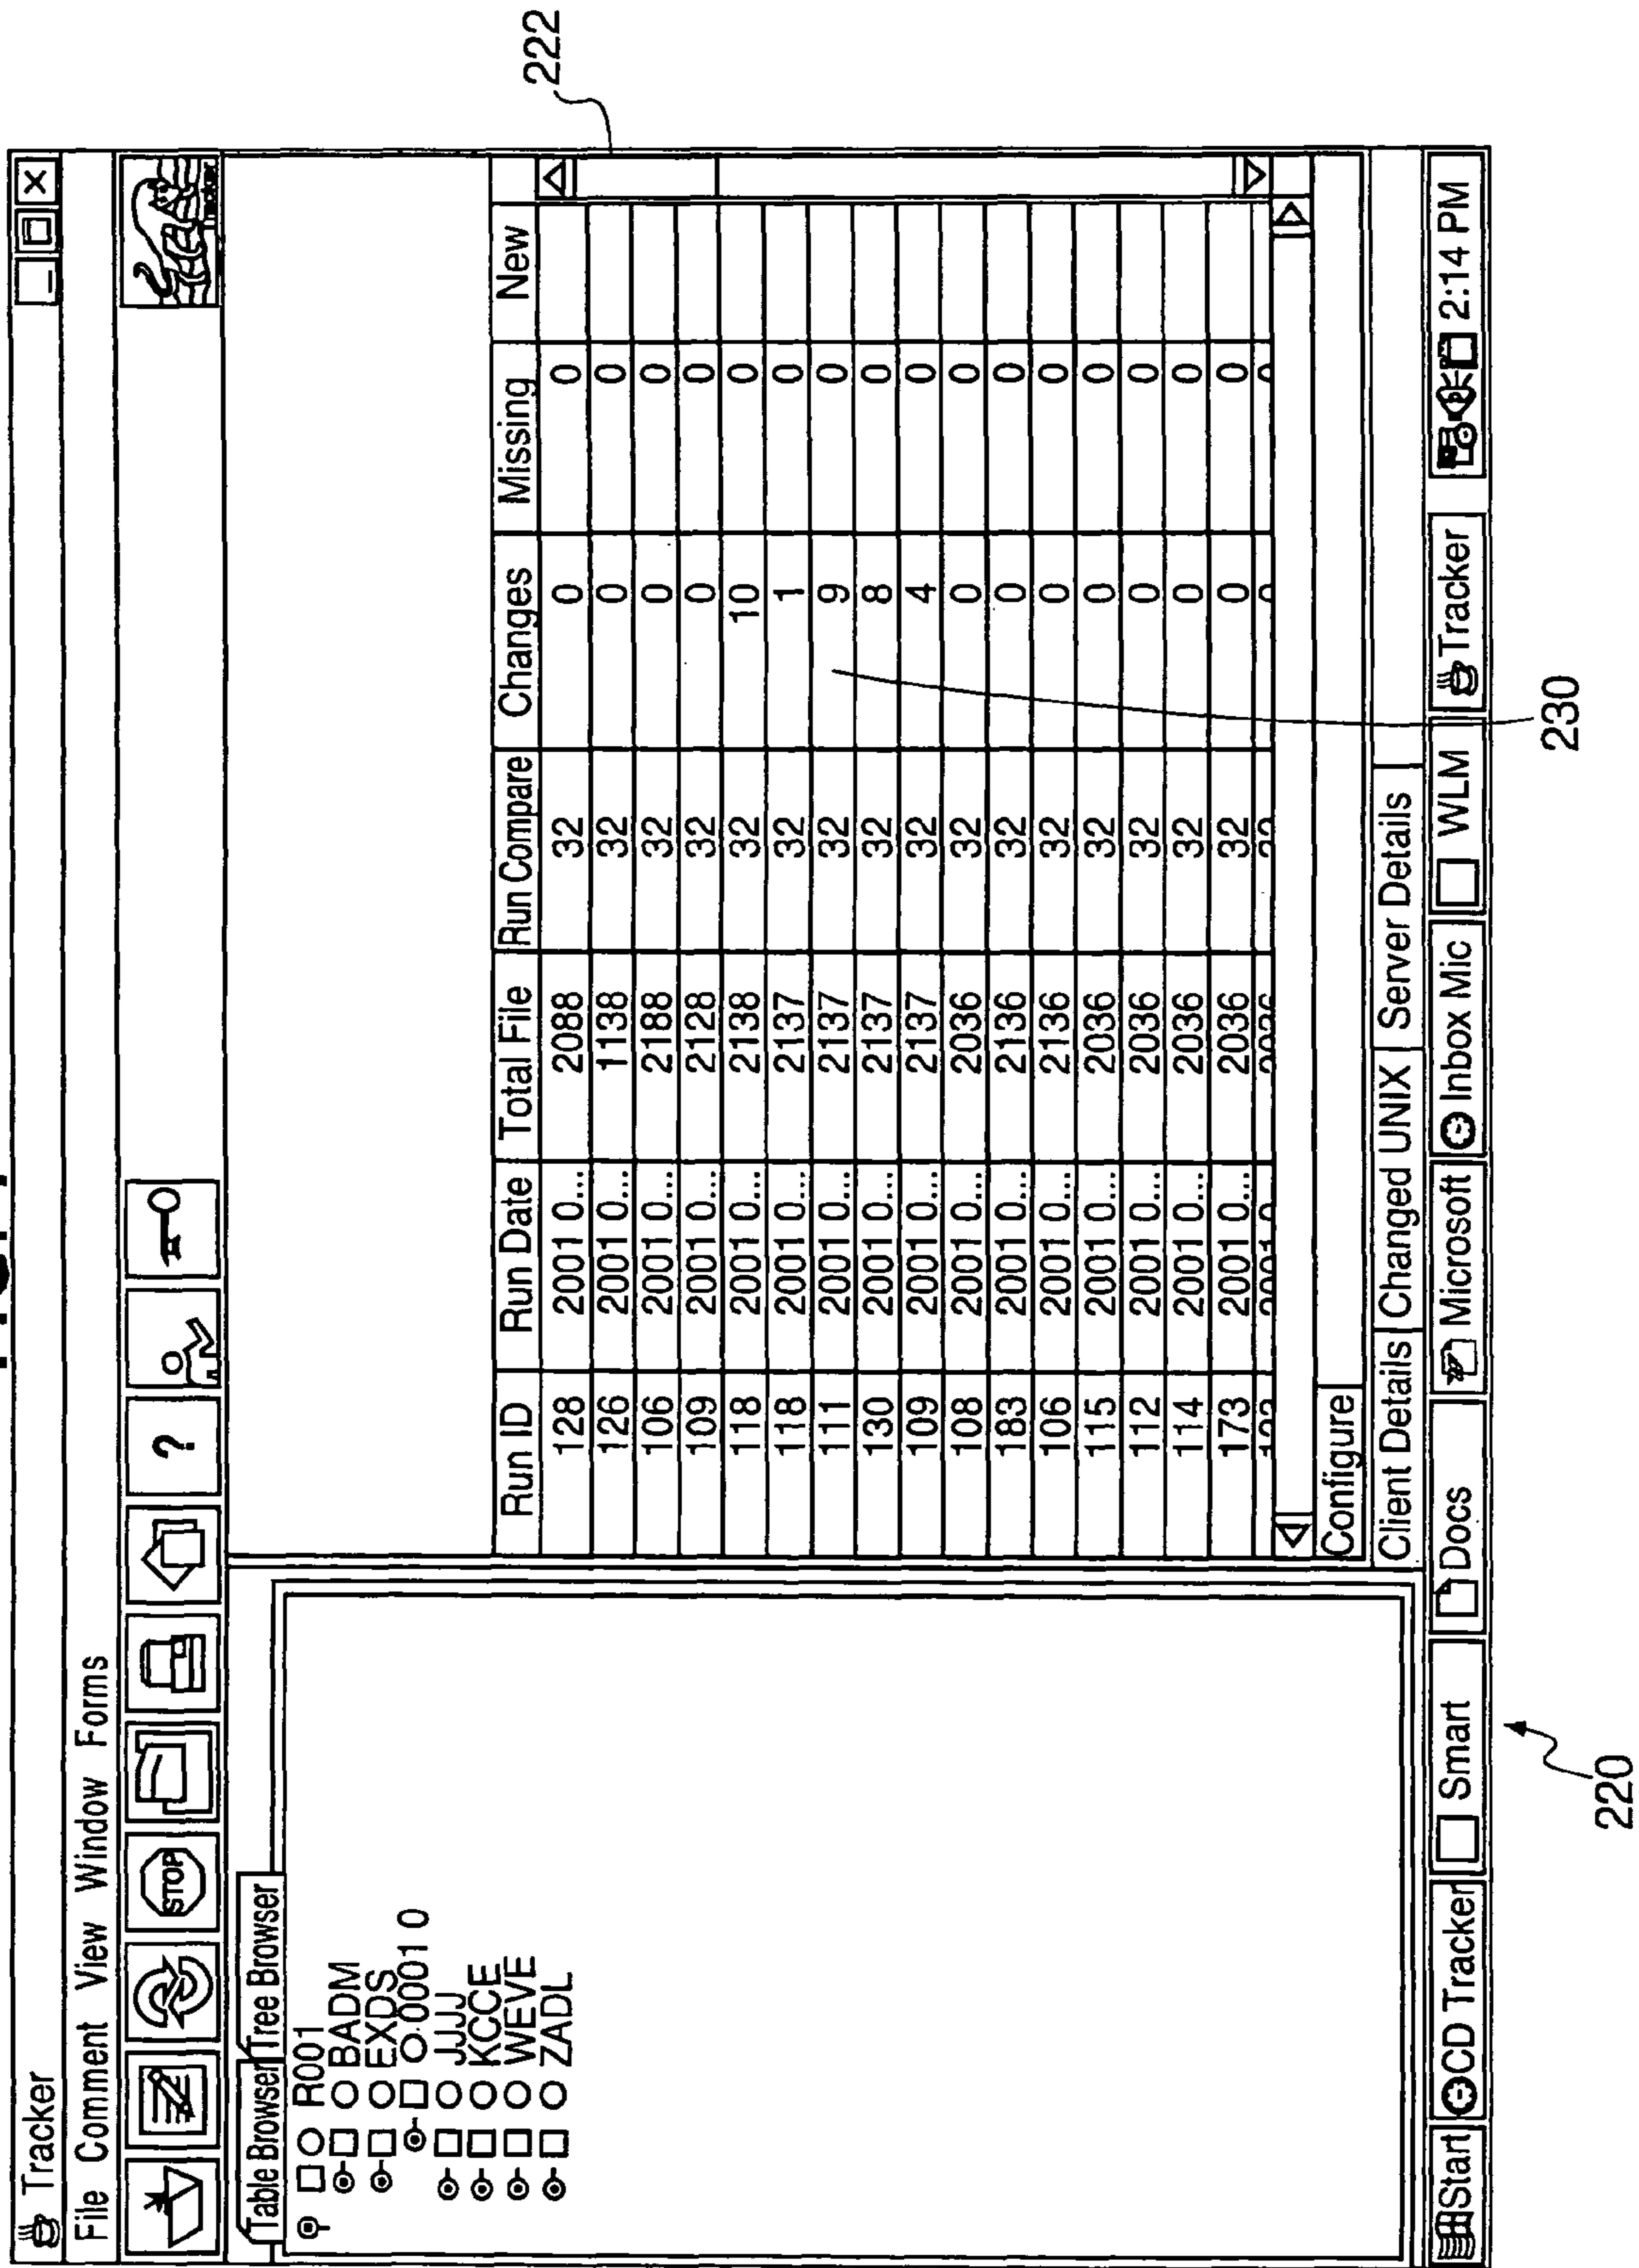 Tracker
File Comment View Window Forms
? STOP
Table Browser Tree Browser
R001
BADM
EXDS
0001 0
JJJJ
KCCE
WEVE
ZADL
Run ID Run Date Total File Run Compare Changes Missing New
128 2001 0... 2088 32 0 0
126 2001 0... 1138 32 0 0
106 2001 0... 2188 32 0 0
109 2001 0... 2128 32 0 0
118 2001 0... 2138 32 10 0
118 2001 0... 2137 32 1 0
111 2001 0... 2137 32 9 0
130 2001 0... 2137 32 8 0
109 2001 0... 2137 32 4 0
108 2001 0... 2036 32 0 0
183 2001 0... 2136 32 0 0
106 2001 0... 2136 32 0 0
115 2001 0... 2036 32 0 0
112 2001 0... 2036 32 0 0
114 2001 0... 2036 32 0 0
173 2001 0... 2036 32 0 0
Configure
Client Details Changed UNIX Server Details
Start CD Tracker Smart Docs Microsoft Inbox Mic WLM Tracker 2:14 PM
222
230
220